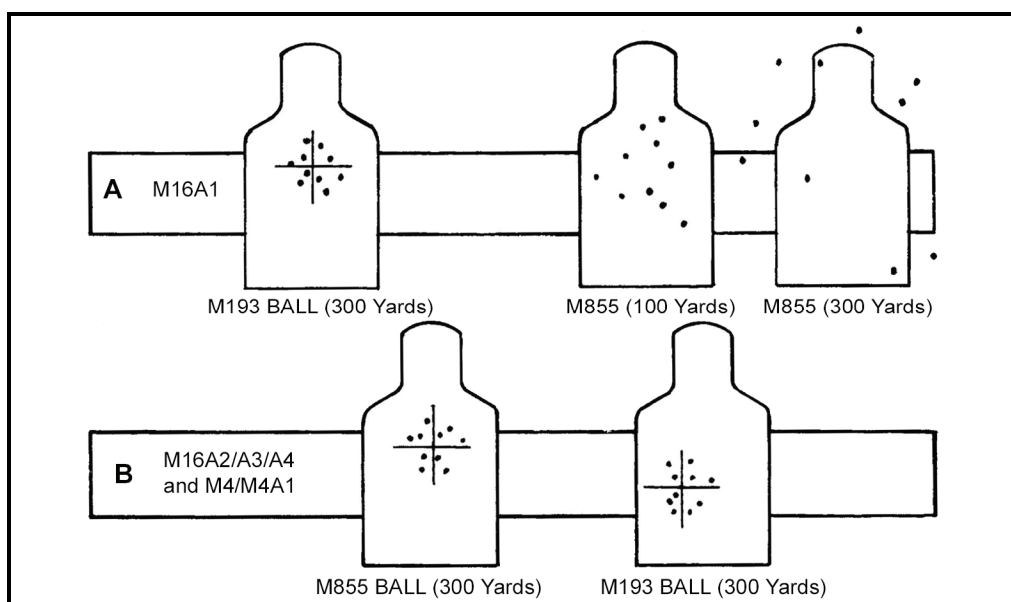 A M16A1
M193 BALL (300 Yards)
M855 (100 Yards)
M855 (300 Yards)
B M16A2/A3/A4
and M4/M4A1
M855 BALL (300 Yards)
M193 BALL (300 Yards)